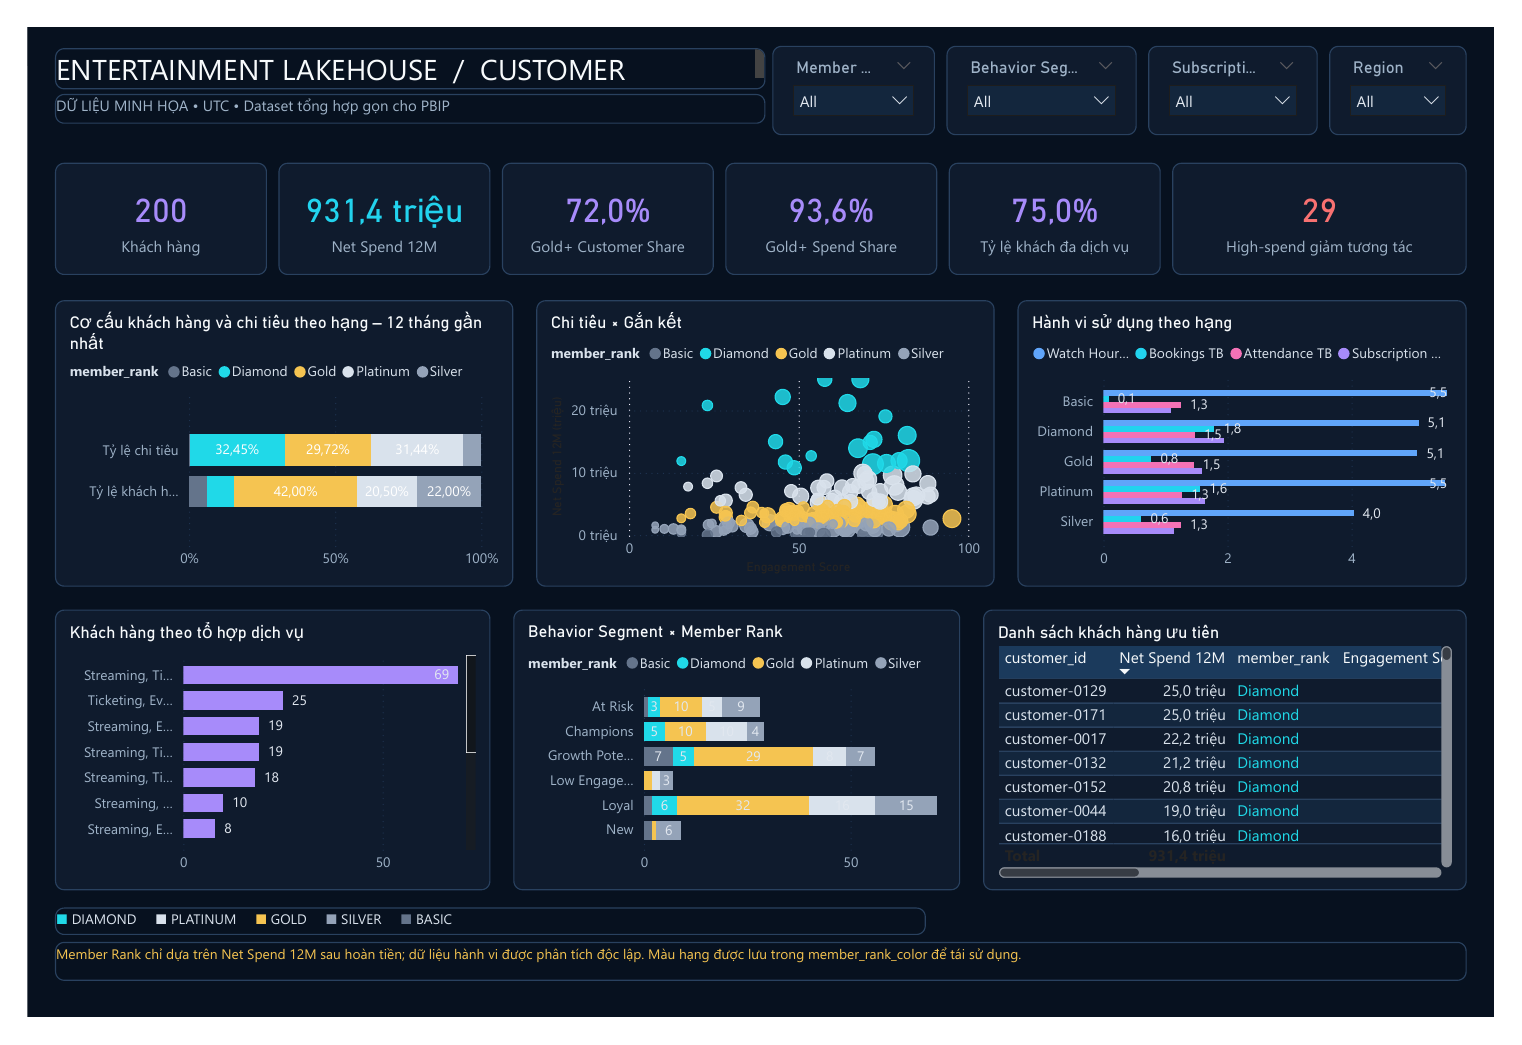 ENTERTAINMENT LAKEHOUSE / CUSTOMER
DỮ LIỆU MINH HỌA • UTC • Dataset tổng hợp gọn cho PBIP
Member ...
All
Behavior Seg...
All
Subscripti...
All
Region
All
200
Khách hàng
931,4 triệu
Net Spend 12M
72,0%
Gold+ Customer Share
93,6%
Gold+ Spend Share
75,0%
Tỷ lệ khách đa dịch vụ
29
High-spend giảm tương tác
Cơ cấu khách hàng và chi tiêu theo hạng – 12 tháng gần
nhất
member_rank Basic Diamond Gold Platinum Silver
Tỷ lệ chi tiêu 32,45% 29,72% 31,44%
Tỷ lệ khách h... 42,00% 20,50% 22,00%
0% 50% 100%
Chi tiêu × Gắn kết
member_rank Basic Diamond Gold Platinum Silver
Net Spend 12M (triệu)
20 triệu
10 triệu
0 triệu
0 50 100
Engagement Score
Hành vi sử dụng theo hạng
Watch Hour... Bookings TB Attendance TB Subscription ...
Basic 5,5 0,1 1,3
Diamond 5,1 1,8 1,5
Gold 5,1 0,8 1,5
Platinum 5,5 1,6 1,3
Silver 4,0 0,6 1,3
0 2 4
Khách hàng theo tổ hợp dịch vụ
Streaming, Ti... 69
Ticketing, Ev... 25
Streaming, E... 19
Streaming, Ti... 19
Streaming, Ti... 18
Streaming, ... 10
Streaming, E... 8
0 50
Behavior Segment × Member Rank
member_rank Basic Diamond Gold Platinum Silver
At Risk 3 10 9
Champions 5 10 10 4
Growth Pote... 7 5 29 7
Low Engage... 3
Loyal 6 32 15
New 6
0 50
Danh sách khách hàng ưu tiên
customer_id Net Spend 12M member_rank Engagement Sc
customer-0129 25,0 triệu Diamond
customer-0171 25,0 triệu Diamond
customer-0017 22,2 triệu Diamond
customer-0132 21,2 triệu Diamond
customer-0152 20,8 triệu Diamond
customer-0044 19,0 triệu Diamond
customer-0188 16,0 triệu Diamond
Total 931,4 triệu
DIAMOND PLATINUM GOLD SILVER BASIC
Member Rank chỉ dựa trên Net Spend 12M sau hoàn tiền; dữ liệu hành vi được phân tích độc lập. Màu hạng được lưu trong member_rank_color để tái sử dụng.